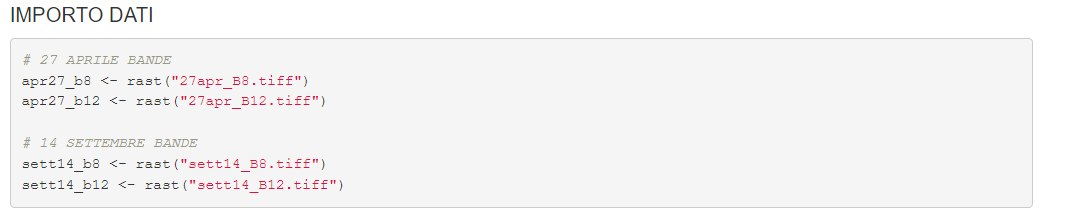 IMPORTO DATI
# 27 APRILE BANDE
apr27_b8 <- rast("27apr_B8.tiff")
apr27_b12 <- rast("27apr_B12.tiff")
# 14 SETTEMBRE BANDE
sett14_b8 <- rast("sett14_B8.tiff")
sett14_b12 <- rast("sett14_B12.tiff")